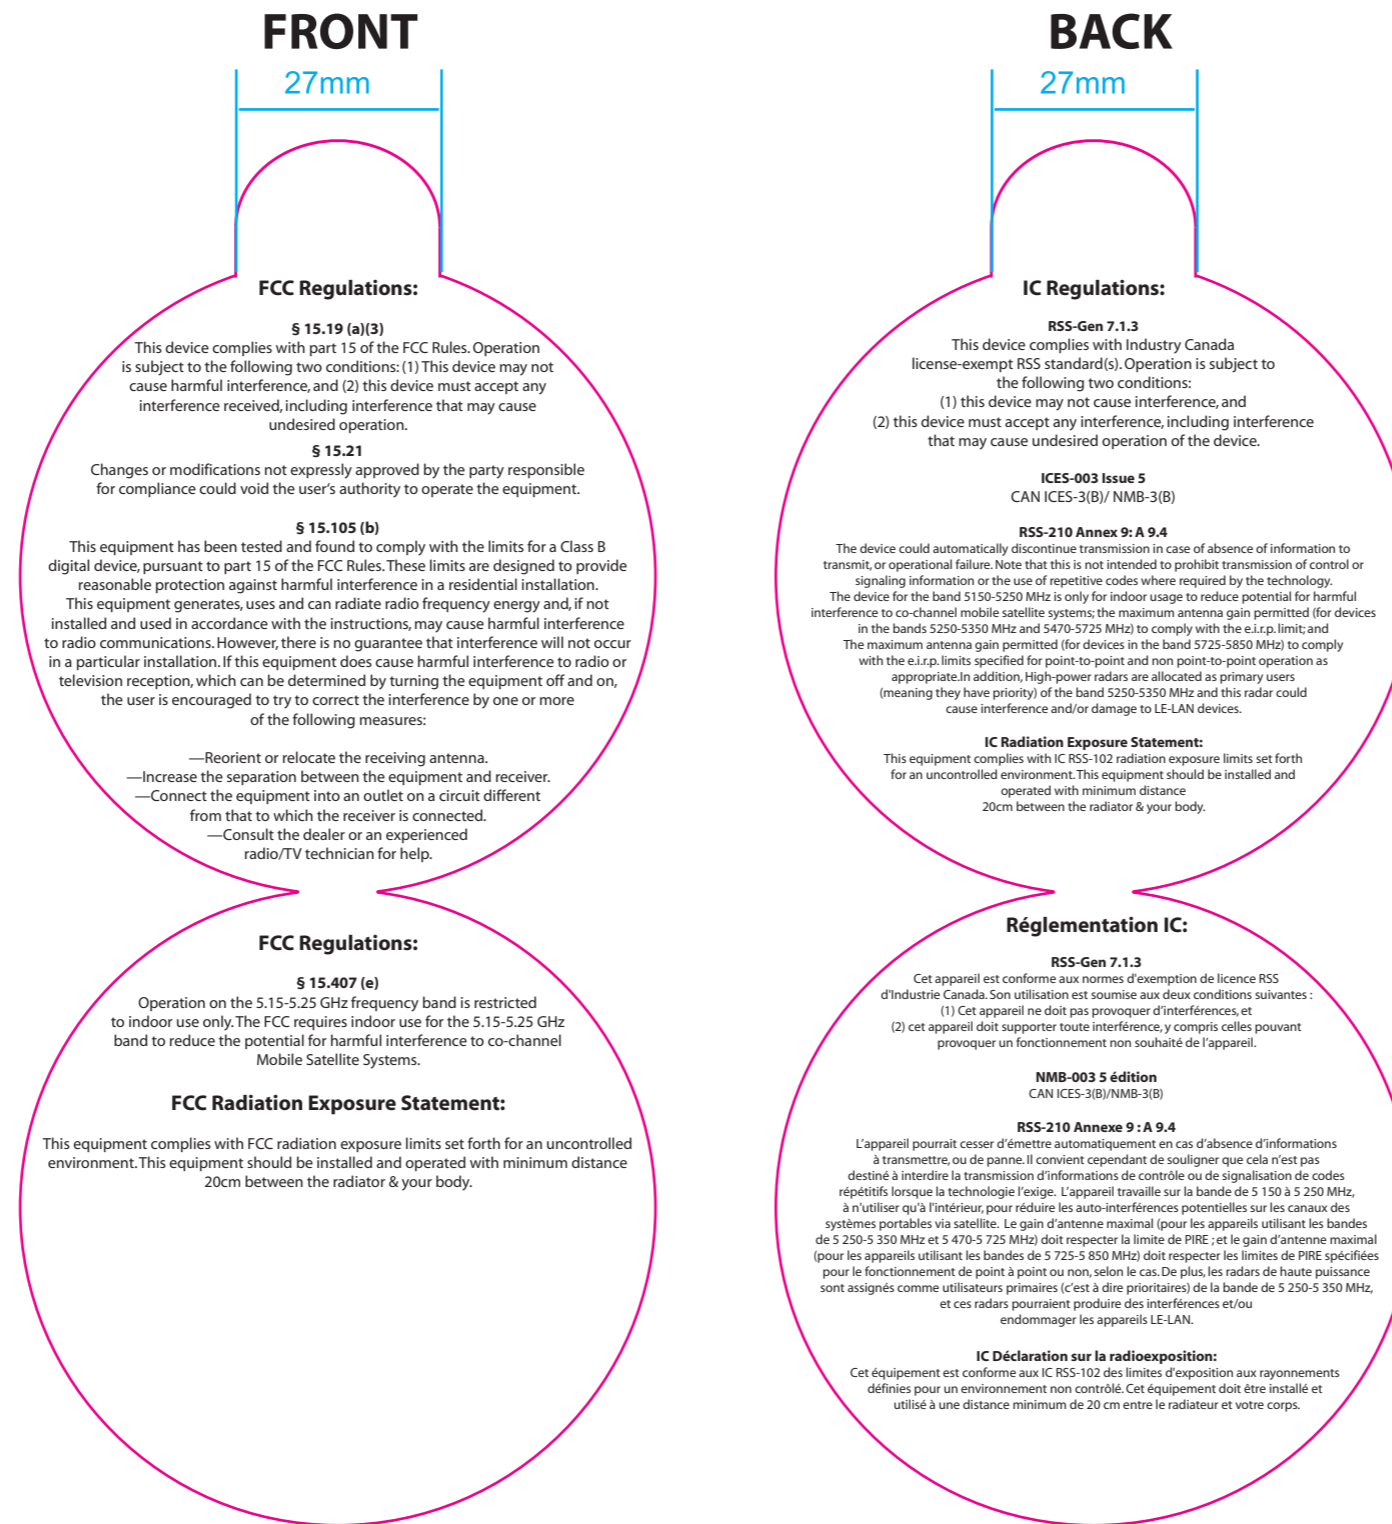 FRONT
27mm
FCC Regulations:
§ 15.19 (a)(3)
This device complies with part 15 of the FCC Rules. Operation
is subject to the following two conditions: (1) This device may not
cause harmful interference, and (2) this device must accept any
interference received, including interference that may cause
undesired operation.
§ 15.21
Changes or modifications not expressly approved by the party responsible
for compliance could void the user’s authority to operate the equipment.
§ 15.105 (b)
This equipment has been tested and found to comply with the limits for a Class B
digital device, pursuant to part 15 of the FCC Rules. These limits are designed to provide
reasonable protection against harmful interference in a residential installation.
This equipment generates, uses and can radiate radio frequency energy and, if not
installed and used in accordance with the instructions, may cause harmful interference
to radio communications. However, there is no guarantee that interference will not occur
in a particular installation. If this equipment does cause harmful interference to radio or
television reception, which can be determined by turning the equipment off and on,
the user is encouraged to try to correct the interference by one or more
of the following measures:
—Reorient or relocate the receiving antenna.
—Increase the separation between the equipment and receiver.
—Connect the equipment into an outlet on a circuit different
from that to which the receiver is connected.
—Consult the dealer or an experienced
radio/TV technician for help.
FCC Regulations:
§ 15.407 (e)
Operation on the 5.15-5.25 GHz frequency band is restricted
to indoor use only. The FCC requires indoor use for the 5.15-5.25 GHz
band to reduce the potential for harmful interference to co-channel
Mobile Satellite Systems.
FCC Radiation Exposure Statement:
This equipment complies with FCC radiation exposure limits set forth for an uncontrolled
environment. This equipment should be installed and operated with minimum distance
20cm between the radiator & your body.
BACK
27mm
IC Regulations:
RSS-Gen 7.1.3
This device complies with Industry Canada
license-exempt RSS standard(s). Operation is subject to
the following two conditions:
(1) this device may not cause interference, and
(2) this device must accept any interference, including interference
that may cause undesired operation of the device.
ICES-003 Issue 5
CAN ICES-3(B)/ NMB-3(B)
RSS-210 Annex 9: A 9.4
The device could automatically discontinue transmission in case of absence of information to
transmit, or operational failure. Note that this is not intended to prohibit transmission of control or
signaling information or the use of repetitive codes where required by the technology.
The device for the band 5150-5250 MHz is only for indoor usage to reduce potential for harmful
interference to co-channel mobile satellite systems; the maximum antenna gain permitted (for devices
in the bands 5250-5350 MHz and 5470-5725 MHz) to comply with the e.i.r.p. limit; and
The maximum antenna gain permitted (for devices in the band 5725-5850 MHz) to comply
with the e.i.r.p. limits specified for point-to-point and non point-to-point operation as
appropriate.In addition, High-power radars are allocated as primary users
(meaning they have priority) of the band 5250-5350 MHz and this radar could
cause interference and/or damage to LE-LAN devices.
IC Radiation Exposure Statement:
This equipment complies with IC RSS-102 radiation exposure limits set forth
for an uncontrolled environment. This equipment should be installed and
operated with minimum distance
20cm between the radiator & your body.
Réglementation IC:
RSS-Gen 7.1.3
Cet appareil est conforme aux normes d'exemption de licence RSS
d'Industrie Canada. Son utilisation est soumise aux deux conditions suivantes :
(1) Cet appareil ne doit pas provoquer d’interférences, et
(2) cet appareil doit supporter toute interférence, y compris celles pouvant
provoquer un fonctionnement non souhaité de l’appareil.
NMB-003 5 édition
CAN ICES-3(B)/NMB-3(B)
RSS-210 Annexe 9 : A 9.4
L’appareil pourrait cesser d’émettre automatiquement en cas d’absence d’informations
à transmettre, ou de panne. Il convient cependant de souligner que cela n’est pas
destiné à interdire la transmission d’informations de contrôle ou de signalisation de codes
répétitifs lorsque la technologie l’exige. L’appareil travaille sur la bande de 5 150 à 5 250 MHz,
à n'utiliser qu'à l'intérieur, pour réduire les auto-interférences potentielles sur les canaux des
systèmes portables via satellite. Le gain d’antenne maximal (pour les appareils utilisant les bandes
de 5 250-5 350 MHz et 5 470-5 725 MHz) doit respecter la limite de PIRE ; et le gain d’antenne maximal
(pour les appareils utilisant les bandes de 5 725-5 850 MHz) doit respecter les limites de PIRE spécifiées
pour le fonctionnement de point à point ou non, selon le cas. De plus, les radars de haute puissance
sont assignés comme utilisateurs primaires (c’est à dire prioritaires) de la bande de 5 250-5 350 MHz,
et ces radars pourraient produire des interférences et/ou
endommager les appareils LE-LAN.
IC Déclaration sur la radioexposition:
Cet équipement est conforme aux IC RSS-102 des limites d'exposition aux rayonnements
définies pour un environnement non contrôlé. Cet équipement doit être installé et
utilisé à une distance minimum de 20 cm entre le radiateur et votre corps.